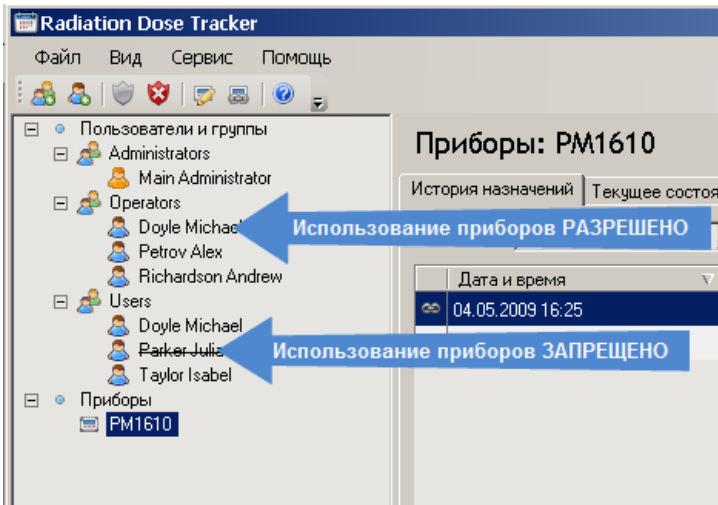 Radiation Dose Tracker
Файл Вид Сервис Помощь
Пользователи и группы
Administrators
Main Administrator
Operators
Doyle Michael
Petrov Alex
Richardson Andrew
Users
Doyle Michael
Parker Julia
Taylor Isabel
Приборы
PM1610
Использование приборов РАЗРЕШЕНО
Использование приборов ЗАПРЕЩЕНО
Приборы: PM1610
История назначений Текущее состоя
Дата и время
04.05.2009 16:25